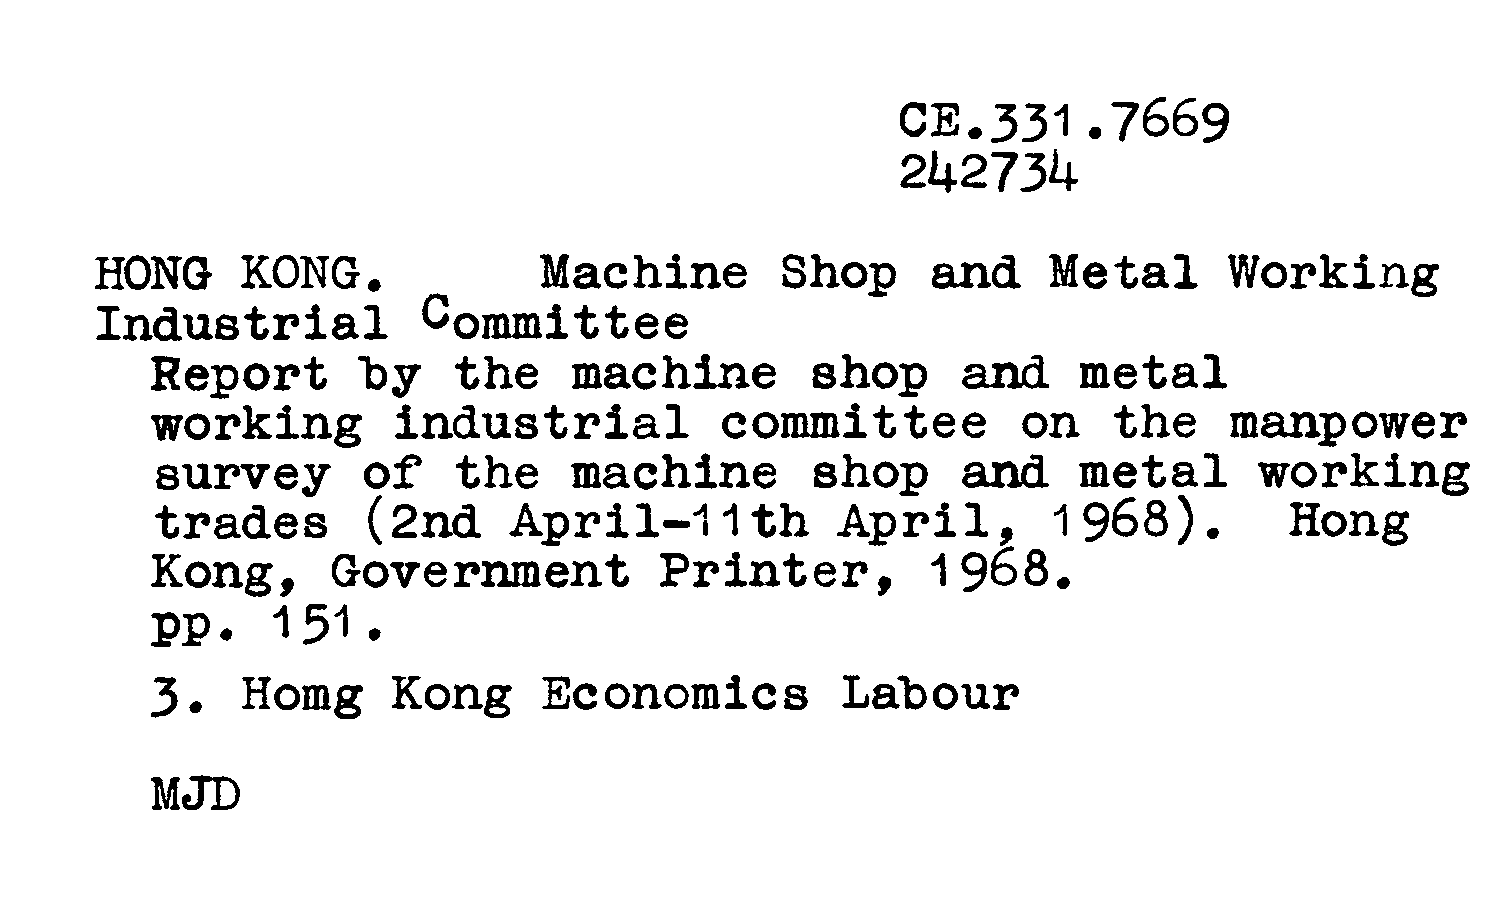 CE.331.7669
242734
HONG KONG. Machine Shop and Metal Working
Industrial Committee
Report by the machine shop and metal
working industrial committee on the manpower
survey of the machine shop and metal working
trades (2nd April-11th April, 1968). Hong
Kong, Government Printer, 1968.
pp. 151.
3. Homg Kong Economics Labour
MJD